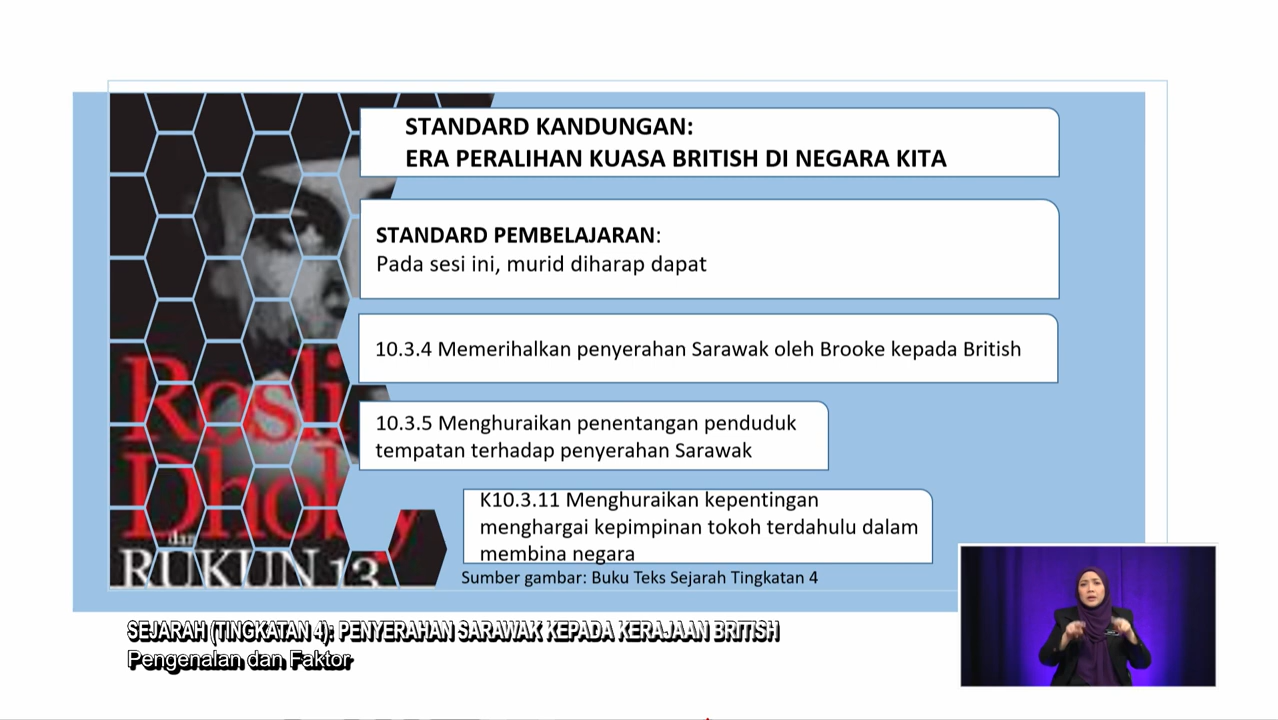 STANDARD KANDUNGAN:
ERA PERALIHAN KUASA BRITISH DI NEGARA KITA
STANDARD PEMBELAJARAN:
Pada sesi ini, murid diharap dapat
10.3.4 Memerihalkan penyerahan Sarawak oleh Brooke kepada British
10.3.5 Menghuraikan penentangan penduduk
tempatan terhadap penyerahan Sarawak
K10.3.11 Menghuraikan kepentingan
menghargai kepimpinan tokoh terdahulu dalam
membina negara
Sumber gambar: Buku Teks Sejarah Tingkatan 4
Rosli
Dhoby
dan
RUKUN 13
SEJARAH (TINGKATAN 4): PENYERAHAN SARAWAK KEPADA KERAJAAN BRITISH
Pengenalan dan Faktor